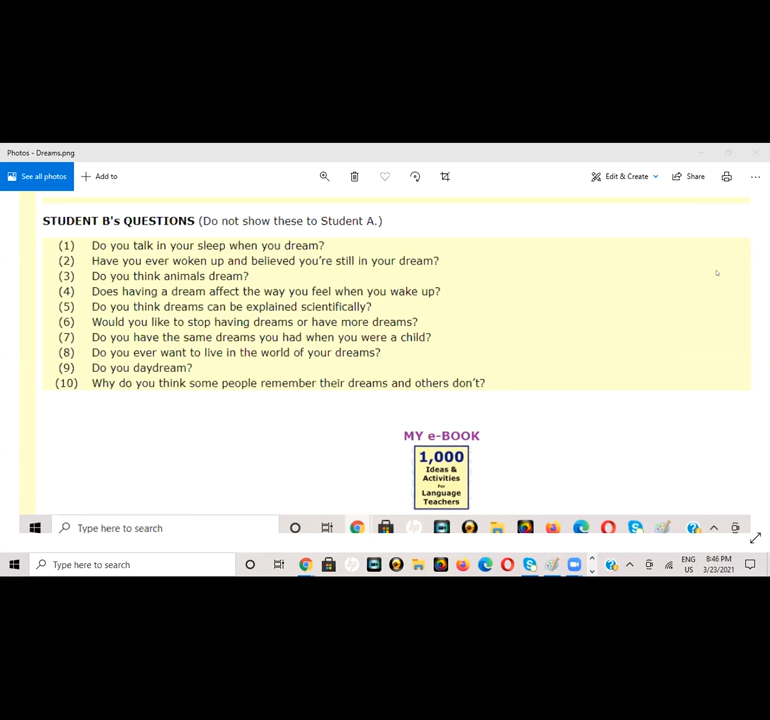 Photos - Dreams.png
See all photos
Add to
Edit & Create
Share
STUDENT B's QUESTIONS (Do not show these to Student A.)
(1) Do you talk in your sleep when you dream?
(2) Have you ever woken up and believed you're still in your dream?
(3) Do you think animals dream?
(4) Does having a dream affect the way you feel when you wake up?
(5) Do you think dreams can be explained scientifically?
(6) Would you like to stop having dreams or have more dreams?
(7) Do you have the same dreams you had when you were a child?
(8) Do you ever want to live in the world of your dreams?
(9) Do you daydream?
(10) Why do you think some people remember their dreams and others don't?
MY e-BOOK
1,000
Ideas &
Activities
For
Language
Teachers
Type here to search
Type here to search
ENG
US
8:46 PM
3/23/2021